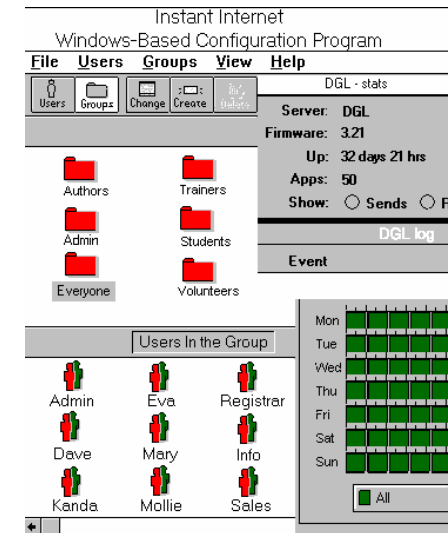 Instant Internet
Windows-Based Configuration Program
File Users Groups View Help
Users Groups Change Create Delete
DGL - stats
Server: DGL
Firmware: 3.21
Up: 32 days 21 hrs
Apps: 50
Show: Sends
DGL log
Event
Authors Trainers
Admin Students
Everyone Volunteers
Users In the Group
Admin Eva Registrar
Dave Mary Info
Kanda Mollie Sales
Mon
Tue
Wed
Thu
Fri
Sat
Sun
All